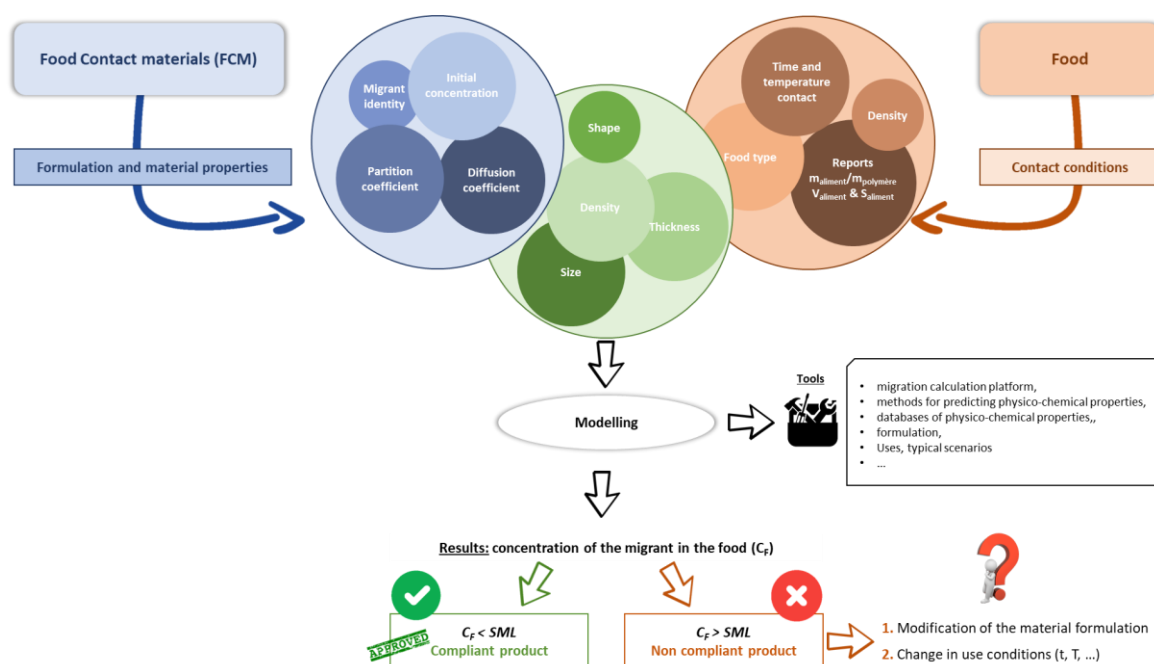 Food Contact materials (FCM)
Formulation and material properties
Migrant
identity
Initial
concentration
Partition
coefficient
Diffusion
coefficient
Shape
Density
Thickness
Size
Time and
temperature
contact
Density
Food type
Reports
maliment/mpolymère
Valiment & Saliment
Food
Contact conditions
Modelling
Tools
• migration calculation platform,
• methods for predicting physico-chemical properties,
• databases of physico-chemical properties,,
• formulation,
• Uses, typical scenarios
• ...
Results: concentration of the migrant in the food (CF)
CF < SML
Compliant product
APPROVED
CF > SML
Non compliant product
1. Modification of the material formulation
2. Change in use conditions (t, T, ...)